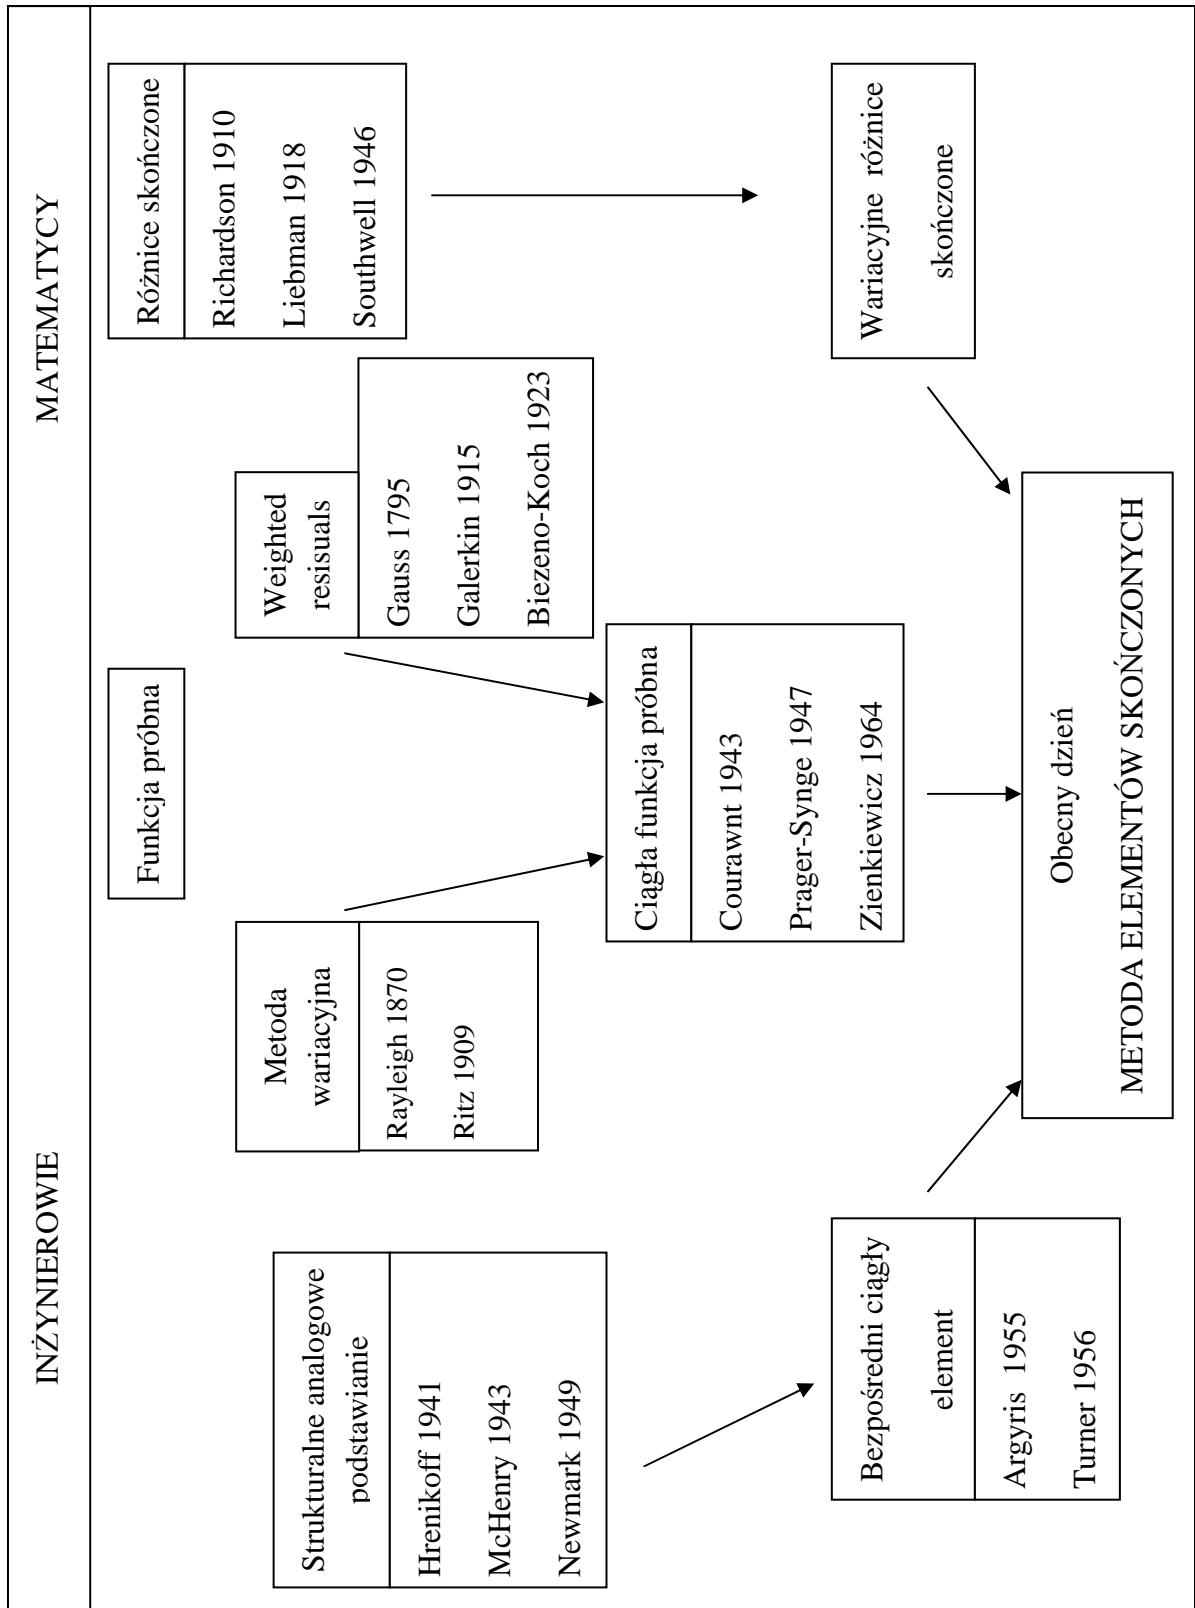 INŻYNIEROWIE
MATEMATYCY
Funkcja próbna
Różnice skończone
Richardson 1910
Liebman 1918
Southwell 1946
Metoda
wariacyjna
Rayleigh 1870
Ritz 1909
Weighted
resisuals
Gauss 1795
Galerkin 1915
Biezeno-Koch 1923
Strukturalne analogowe
podstawianie
Hrenikoff 1941
McHenry 1943
Newmark 1949
Ciągła funkcja próbna
Courawnt 1943
Prager-Synge 1947
Zienkiewicz 1964
Bezpośredni ciągły
element
Argyris 1955
Turner 1956
Wariacyjne różnice
skończone
Obecny dzień
METODA ELEMENTÓW SKOŃCZONYCH